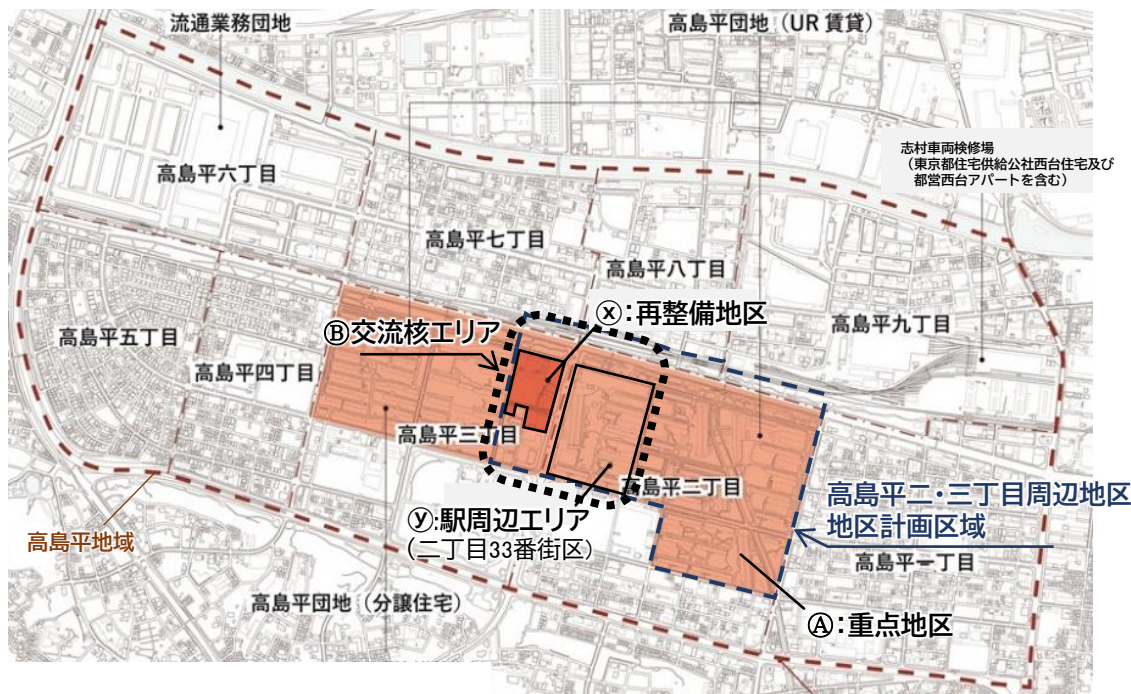 流通業務団地
高島平団地（UR 賃貸）
志村車両検修場
（東京都住宅供給公社西台住宅及び
都営西台アパートを含む）
高島平六丁目
高島平七丁目
高島平八丁目
ⓧ：再整備地区
高島平九丁目
Ⓑ交流核エリア
高島平五丁目
高島平四丁目
高島平三丁目
高島平二丁目
高島平二・三丁目周辺地区
地区計画区域
ⓨ:駅周辺エリア
（二丁目33番街区）
高島平地域
高島平一丁目
高島平団地（分譲住宅）
Ⓐ：重点地区